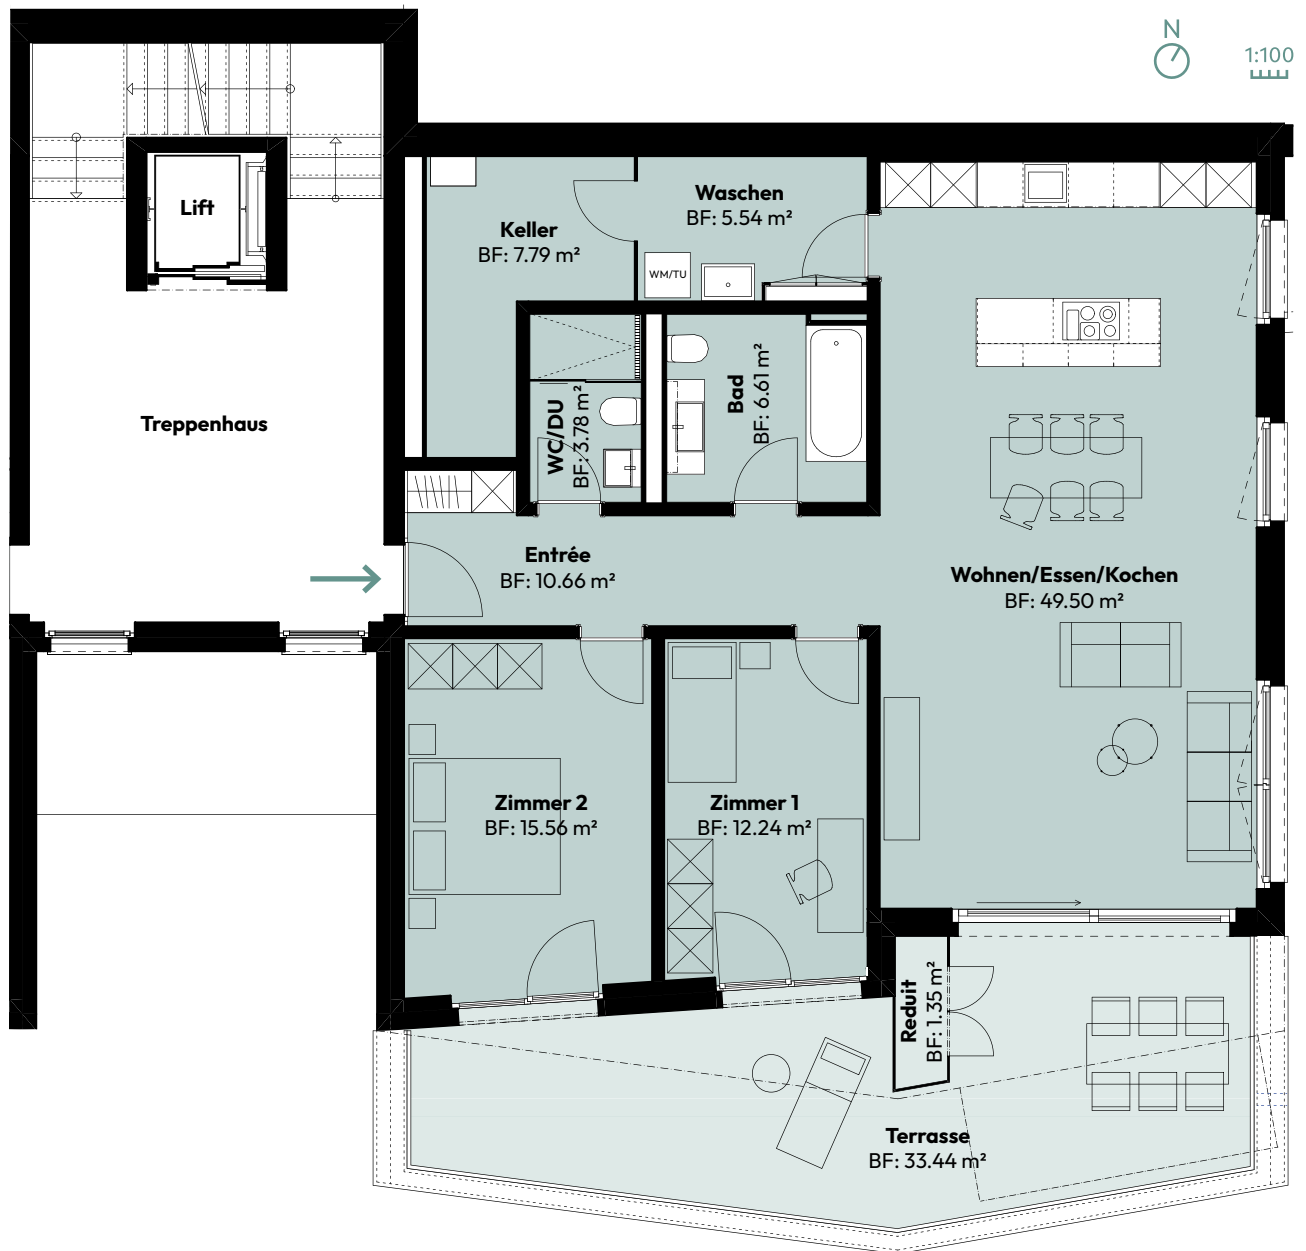 N
1:100
Lift
Keller
BF: 7.79 m²
Waschen
BF: 5.54 m²
WM/TU
Treppenhaus
WC/DU
BF: 3.78 m²
Bad
BF: 6.61 m²
Entrée
BF: 10.66 m²
Wohnen/Essen/Kochen
BF: 49.50 m²
Zimmer 2
BF: 15.56 m²
Zimmer 1
BF: 12.24 m²
Reduit
BF: 1.35 m²
Terrasse
BF: 33.44 m²